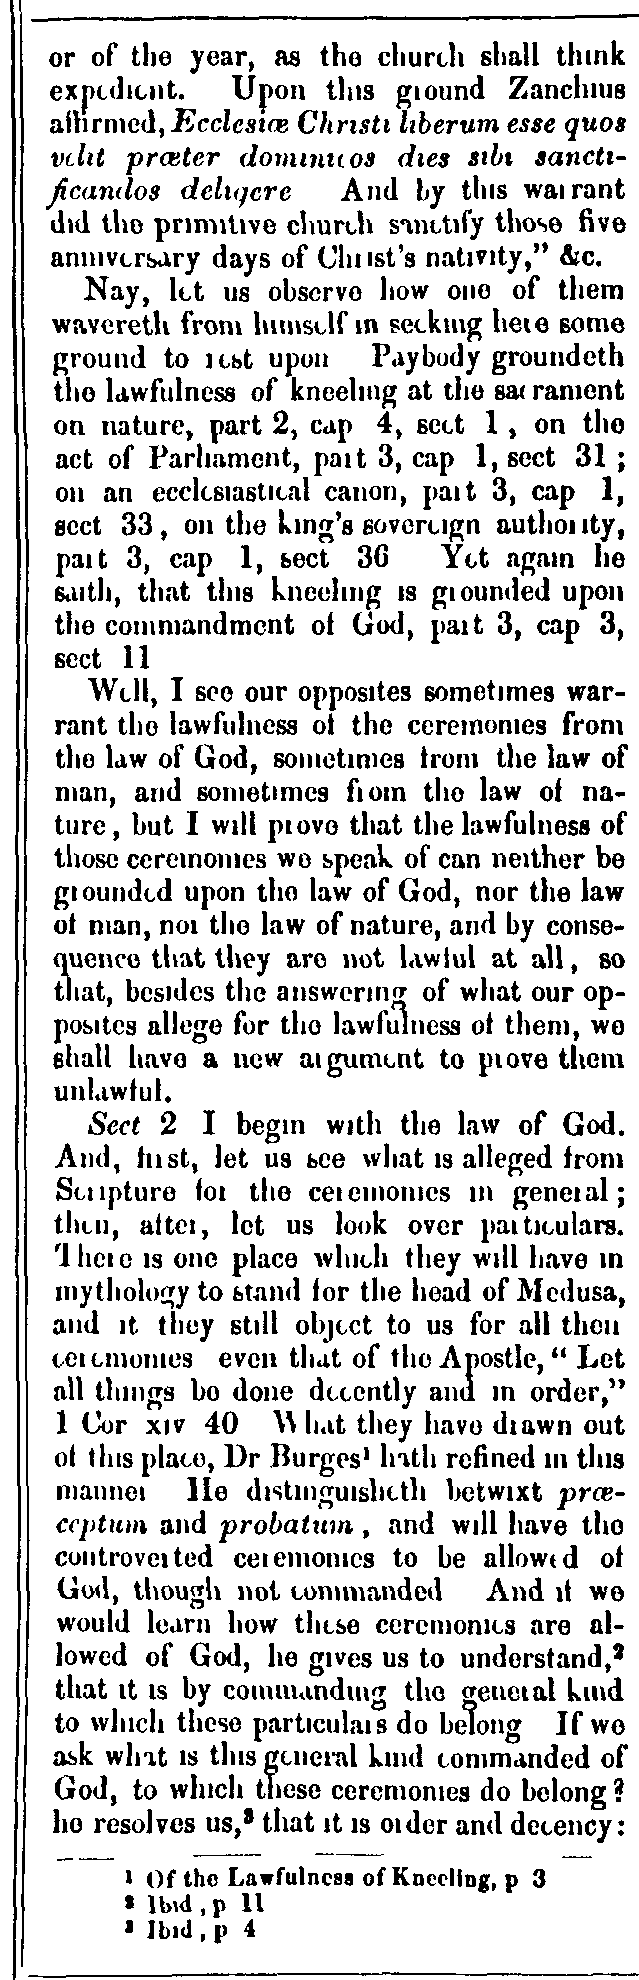 or of the year, as the church shall think
expedient. Upon this ground Zanchius
affirmed, Ecclesiæ Christi liberum esse quos
velit præter dominicos dies sibi sancti-
ficandos deligere And by this warrant
did the primitive church sanctify those five
anniversary days of Christ's nativity,” &c.
Nay, let us observe how one of them
wavereth from himself in seeking here some
ground to rest upon Paybody groundeth
the lawfulness of kneeling at the sacrament
on nature, part 2, cap 4, sect 1, on the
act of Parliament, part 3, cap 1, sect 31;
on an ecclesiastical canon, part 3, cap 1,
sect 33, on the king's sovereign authority,
part 3, cap 1, sect 36 Yet again he
saith, that this kneeling is grounded upon
the commandment of God, part 3, cap 3,
sect 11
Well, I see our opposites sometimes war-
rant the lawfulness of the ceremonies from
the law of God, sometimes from the law of
man, and sometimes from the law of na-
ture, but I will prove that the lawfulness of
those ceremonies we speak of can neither be
grounded upon the law of God, nor the law
of man, nor the law of nature, and by conse-
quence that they are not lawful at all, so
that, besides the answering of what our op-
posites allege for the lawfulness of them, we
shall have a new argument to prove them
unlawful.
Sect 2 I begin with the law of God.
And, first, let us see what is alleged from
Scripture for the ceremonies in general;
then, after, let us look over particulars.
There is one place which they will have in
mythology to stand for the head of Medusa,
and it they still object to us for all their
ceremonies even that of the Apostle, “Let
all things be done decently and in order,”
1 Cor xiv 40 What they have drawn out
of this place, Dr Burges¹ hath refined in this
manner He distinguisheth betwixt præ-
ceptum and probatum, and will have the
controverted ceremonies to be allowed of
God, though not commanded And if we
would learn how these ceremonies are al-
lowed of God, he gives us to understand,²
that it is by commanding the general kind
to which these particulars do belong If we
ask what is this general kind commanded of
God, to which these ceremonies do belong?
he resolves us,³ that it is order and decency:
1 Of the Lawfulness of Kneeling, p 3
2 Ibid, p 11
3 Ibid, p 4